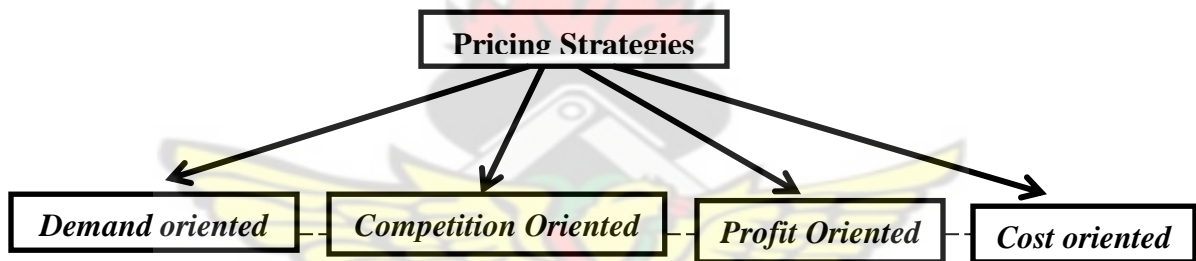 Pricing Strategies
Demand oriented
Competition Oriented
Profit Oriented
Cost oriented